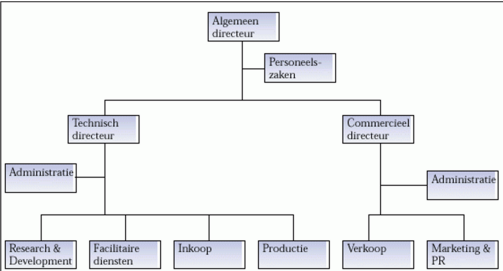 Algemeen
directeur
Personeels-
zaken
Technisch
directeur
Commercieel
directeur
Administratie
Administratie
Research &
Development
Facilitaire
diensten
Inkoop
Productie
Verkoop
Marketing &
PR